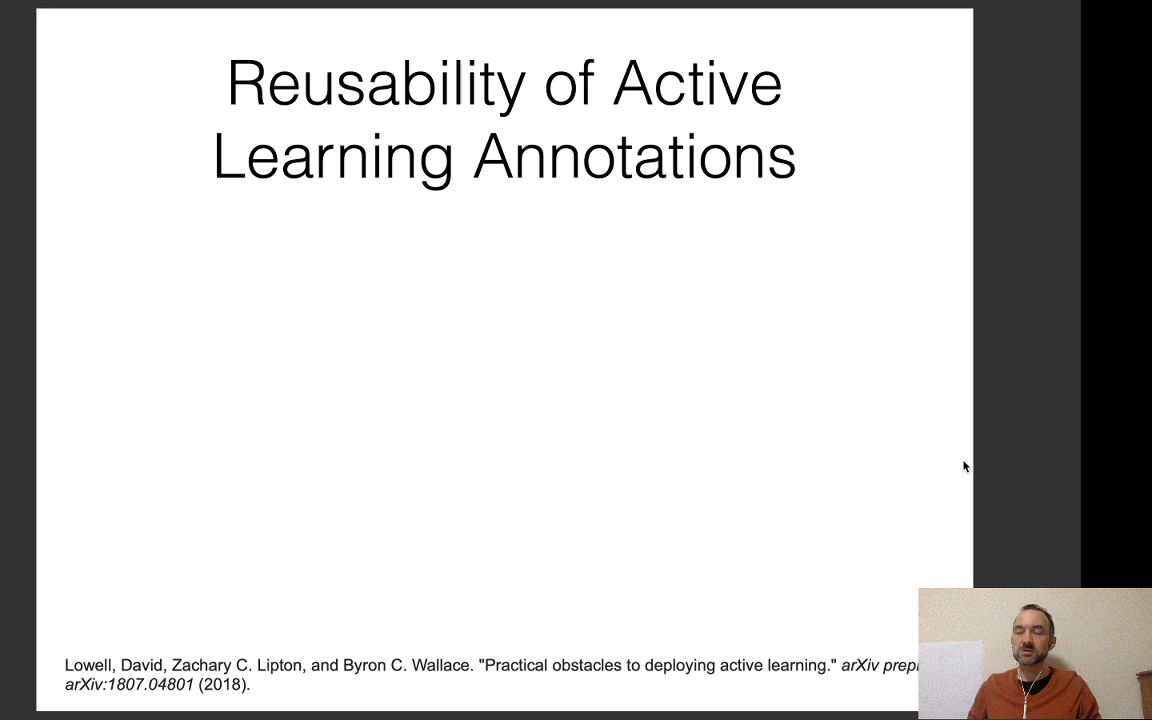 Reusability of Active
Learning Annotations
Lowell, David, Zachary C. Lipton, and Byron C. Wallace. "Practical obstacles to deploying active learning." arXiv
arXiv:1807.04801 (2018).